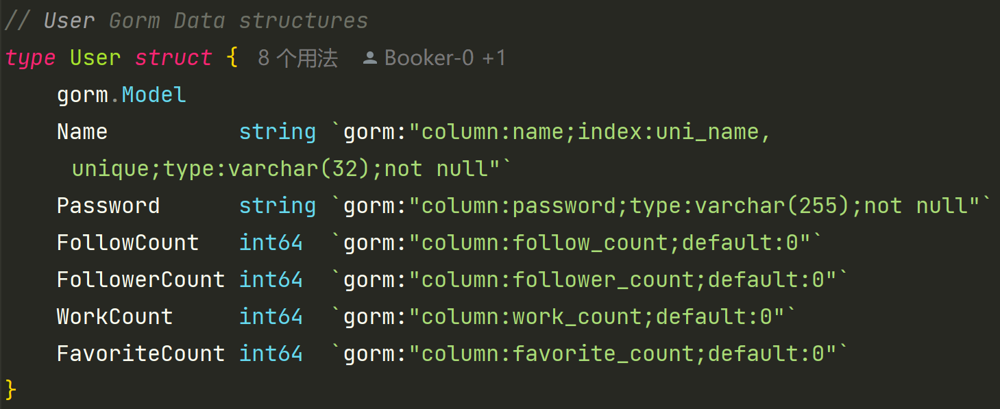 // User Gorm Data structures
type User struct { 8 个用法 Booker-0 +1
    gorm.Model
    Name          string `gorm:"column:name;index:uni_name,
     unique;type:varchar(32);not null"`
    Password      string `gorm:"column:password;type:varchar(255);not null"`
    FollowCount   int64  `gorm:"column:follow_count;default:0"`
    FollowerCount int64  `gorm:"column:follower_count;default:0"`
    WorkCount     int64  `gorm:"column:work_count;default:0"`
    FavoriteCount int64  `gorm:"column:favorite_count;default:0"`
}